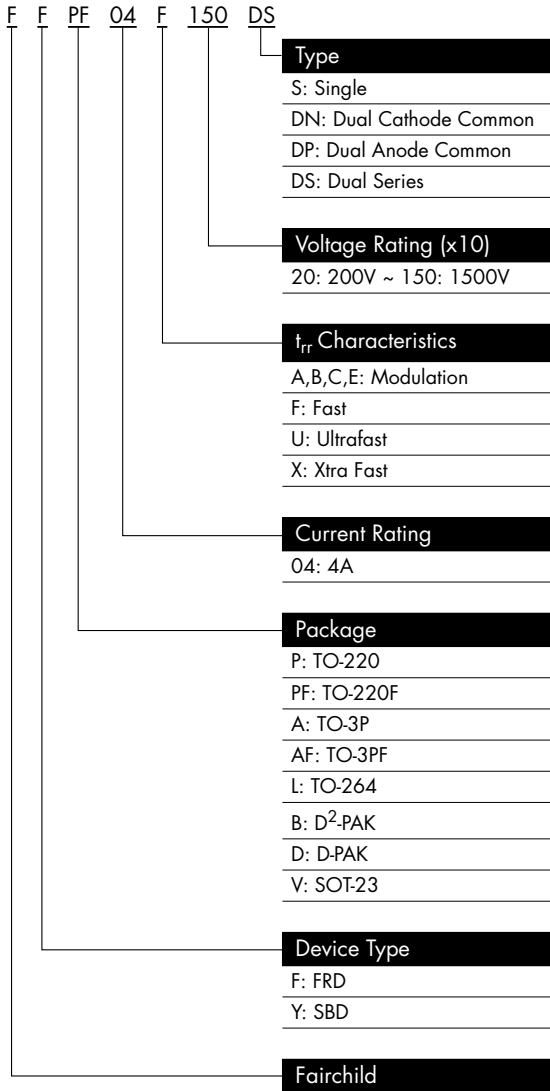 F F PF 04 F 150 DS
Type
S: Single
DN: Dual Cathode Common
DP: Dual Anode Common
DS: Dual Series
Voltage Rating (x10)
20: 200V ~ 150: 1500V
trr Characteristics
A,B,C,E: Modulation
F: Fast
U: Ultrafast
X: Xtra Fast
Current Rating
04: 4A
Package
P: TO-220
PF: TO-220F
A: TO-3P
AF: TO-3PF
L: TO-264
B: D²-PAK
D: D-PAK
V: SOT-23
Device Type
F: FRD
Y: SBD
Fairchild